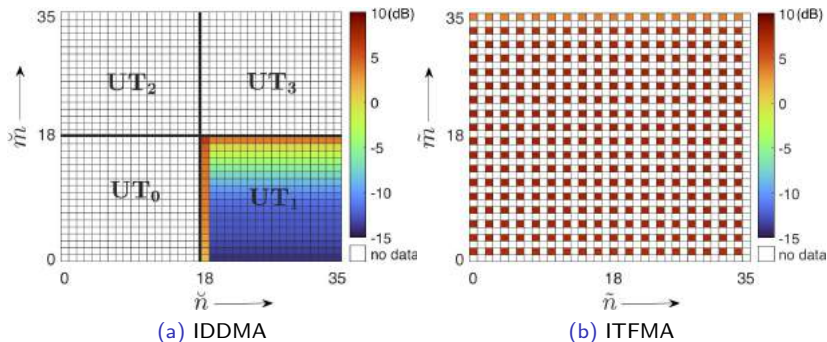 35
10 (dB)
5
UT₂
UT₃
0
m̆
18
-5
UT₀
UT₁
-10
-15
0
no data
0
18
35
n̆
(a) IDDMA
35
10 (dB)
5
0
m̃
18
-5
-10
-15
0
no data
0
18
35
ñ
(b) ITFMA